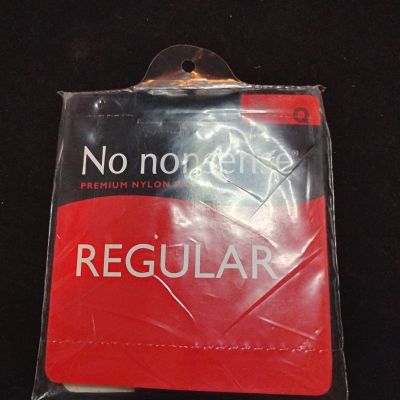 Q
No nonsense®
PREMIUM NYLON
REGULAR